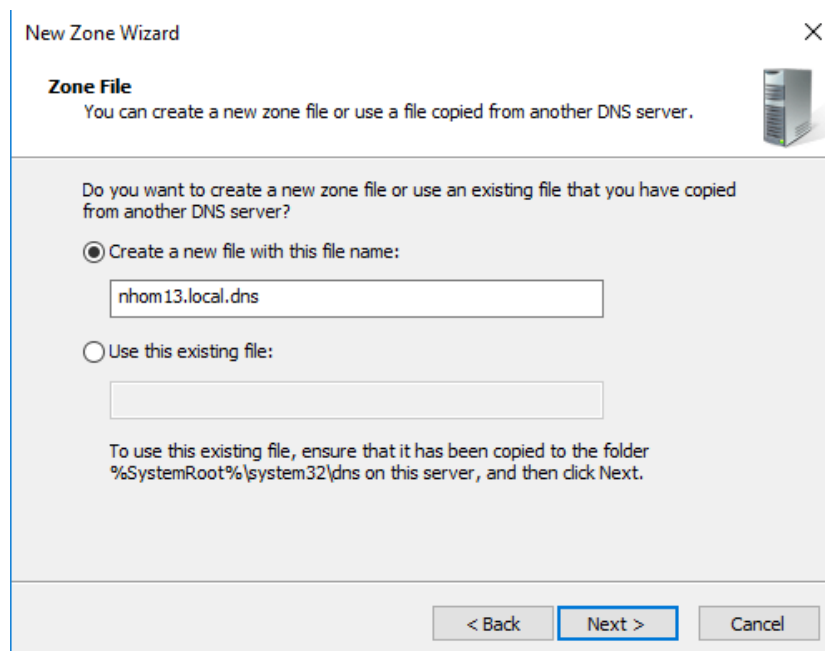 New Zone Wizard
Zone File
You can create a new zone file or use a file copied from another DNS server.
Do you want to create a new zone file or use an existing file that you have copied
from another DNS server?
Create a new file with this file name:
nhom13.local.dns
Use this existing file:
To use this existing file, ensure that it has been copied to the folder
%SystemRoot%\system32\dns on this server, and then click Next.
< Back
Next >
Cancel